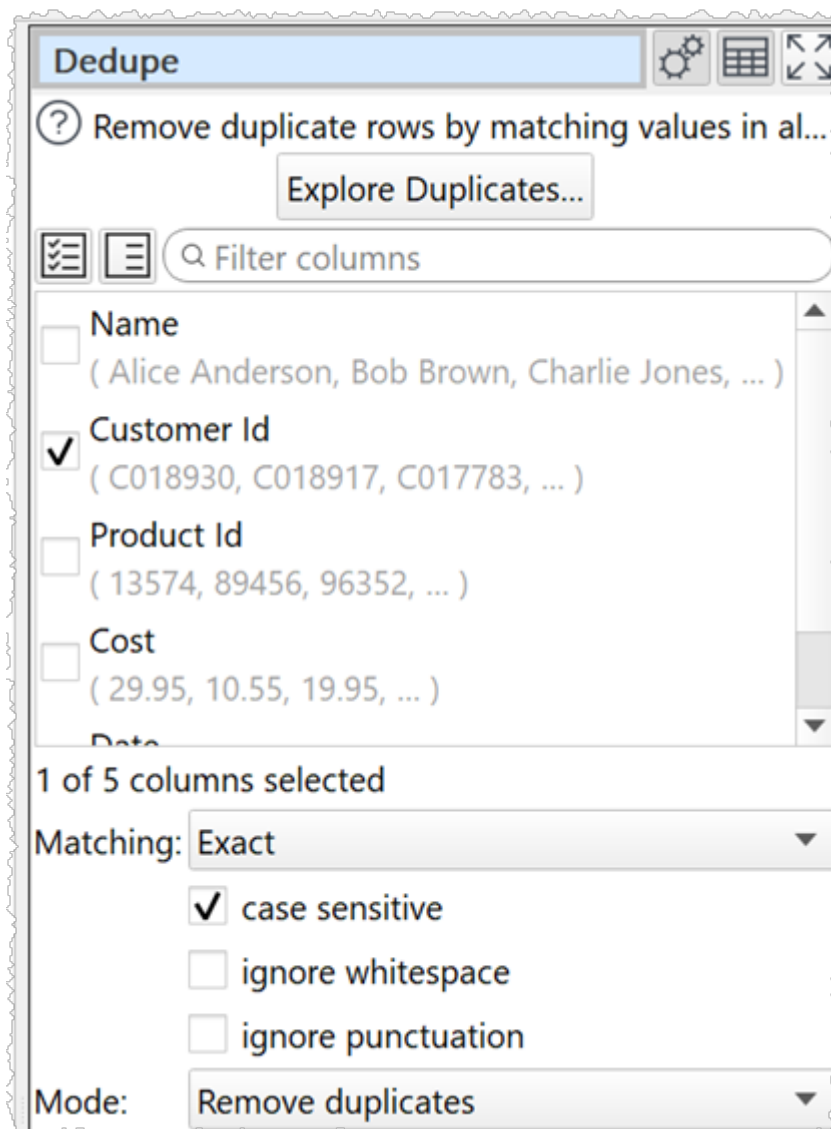 Dedupe
? Remove duplicate rows by matching values in al...
Explore Duplicates...
Filter columns
Name
( Alice Anderson, Bob Brown, Charlie Jones, ... )
Customer Id
( C018930, C018917, C017783, ... )
Product Id
( 13574, 89456, 96352, ... )
Cost
( 29.95, 10.55, 19.95, ... )
Date
1 of 5 columns selected
Matching: Exact
case sensitive
ignore whitespace
ignore punctuation
Mode: Remove duplicates